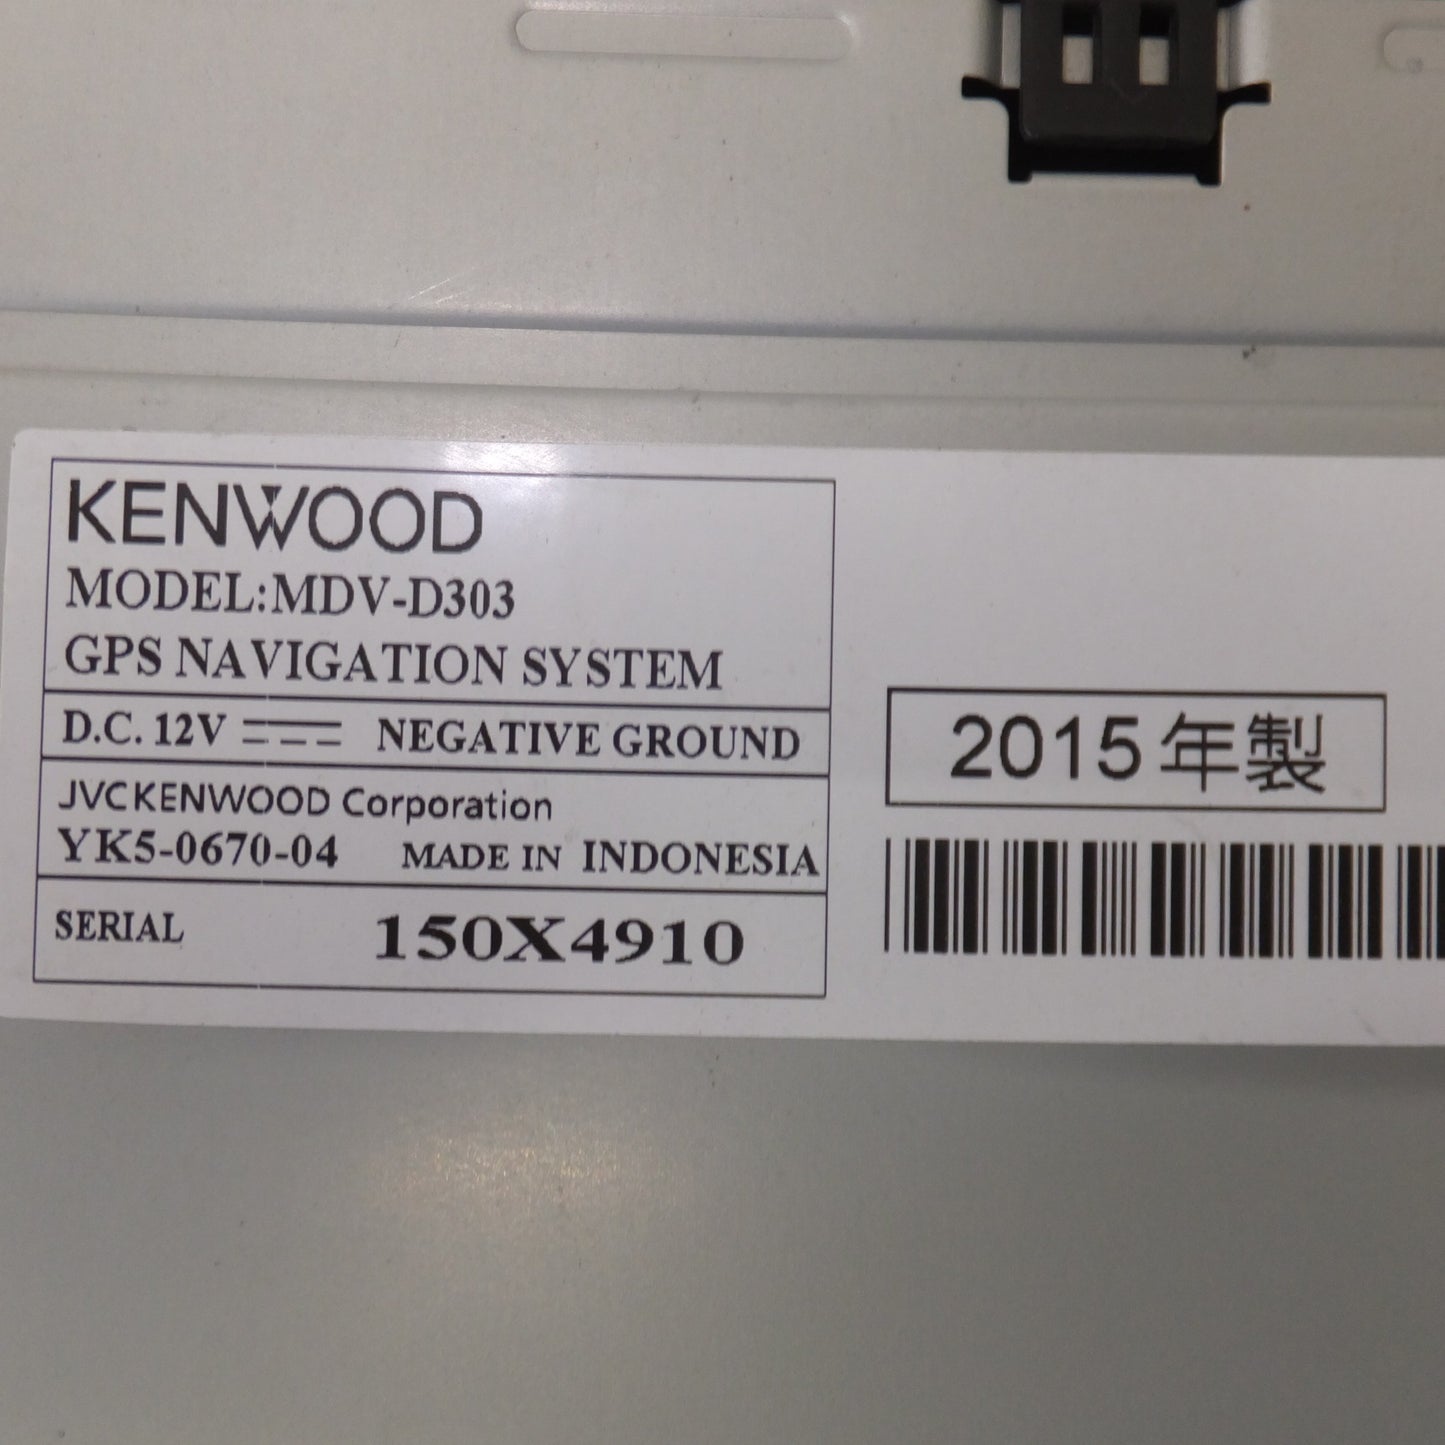 KENWOOD
MODEL:MDV-D303
GPS NAVIGATION SYSTEM
D.C. 12V NEGATIVE GROUND
JVCKENWOOD Corporation
YK5-0670-04 MADE IN INDONESIA
SERIAL 150X4910
2015年製